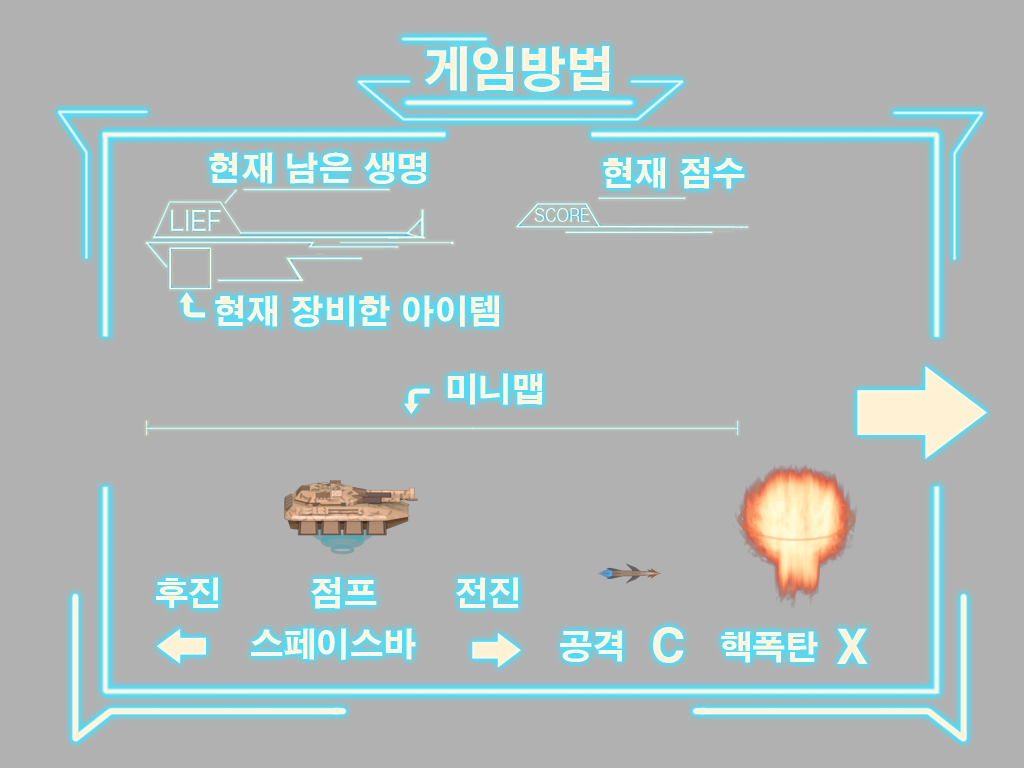 게임방법
현재 남은 생명
현재 점수
LIEF
SCORE
현재 장비한 아이템
미니맵
후진 점프 전진
스페이스바 공격 C 핵폭탄 X